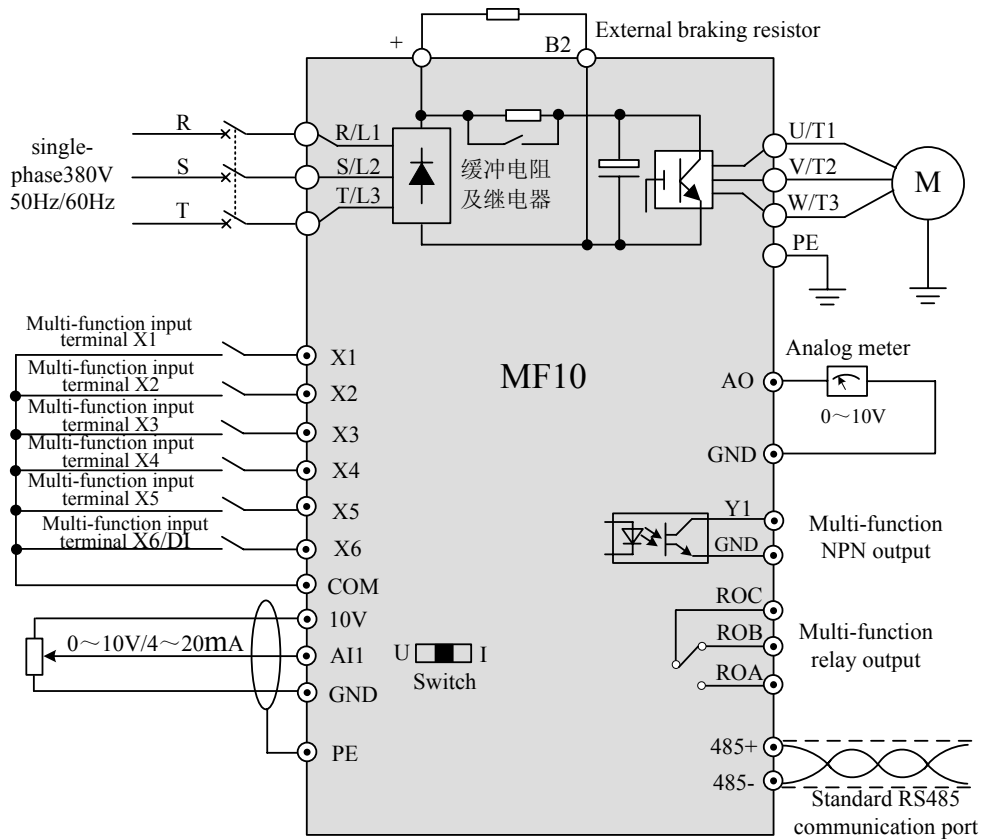 +
B2
External braking resistor
R
S
T
single-
phase380V
50Hz/60Hz
R/L1
S/L2
T/L3
缓冲电阻
及继电器
U/T1
V/T2
W/T3
PE
M
Multi-function input
terminal X1
Multi-function input
terminal X2
Multi-function input
terminal X3
Multi-function input
terminal X4
Multi-function input
terminal X5
Multi-function input
terminal X6/DI
X1
X2
X3
X4
X5
X6
COM
10V
0～10V/4～20mA
AI1
GND
PE
MF10
U
I
Switch
Analog meter
AO
0～10V
GND
Y1
GND
Multi-function
NPN output
ROC
ROB
ROA
Multi-function
relay output
485+
485-
Standard RS485
communication port